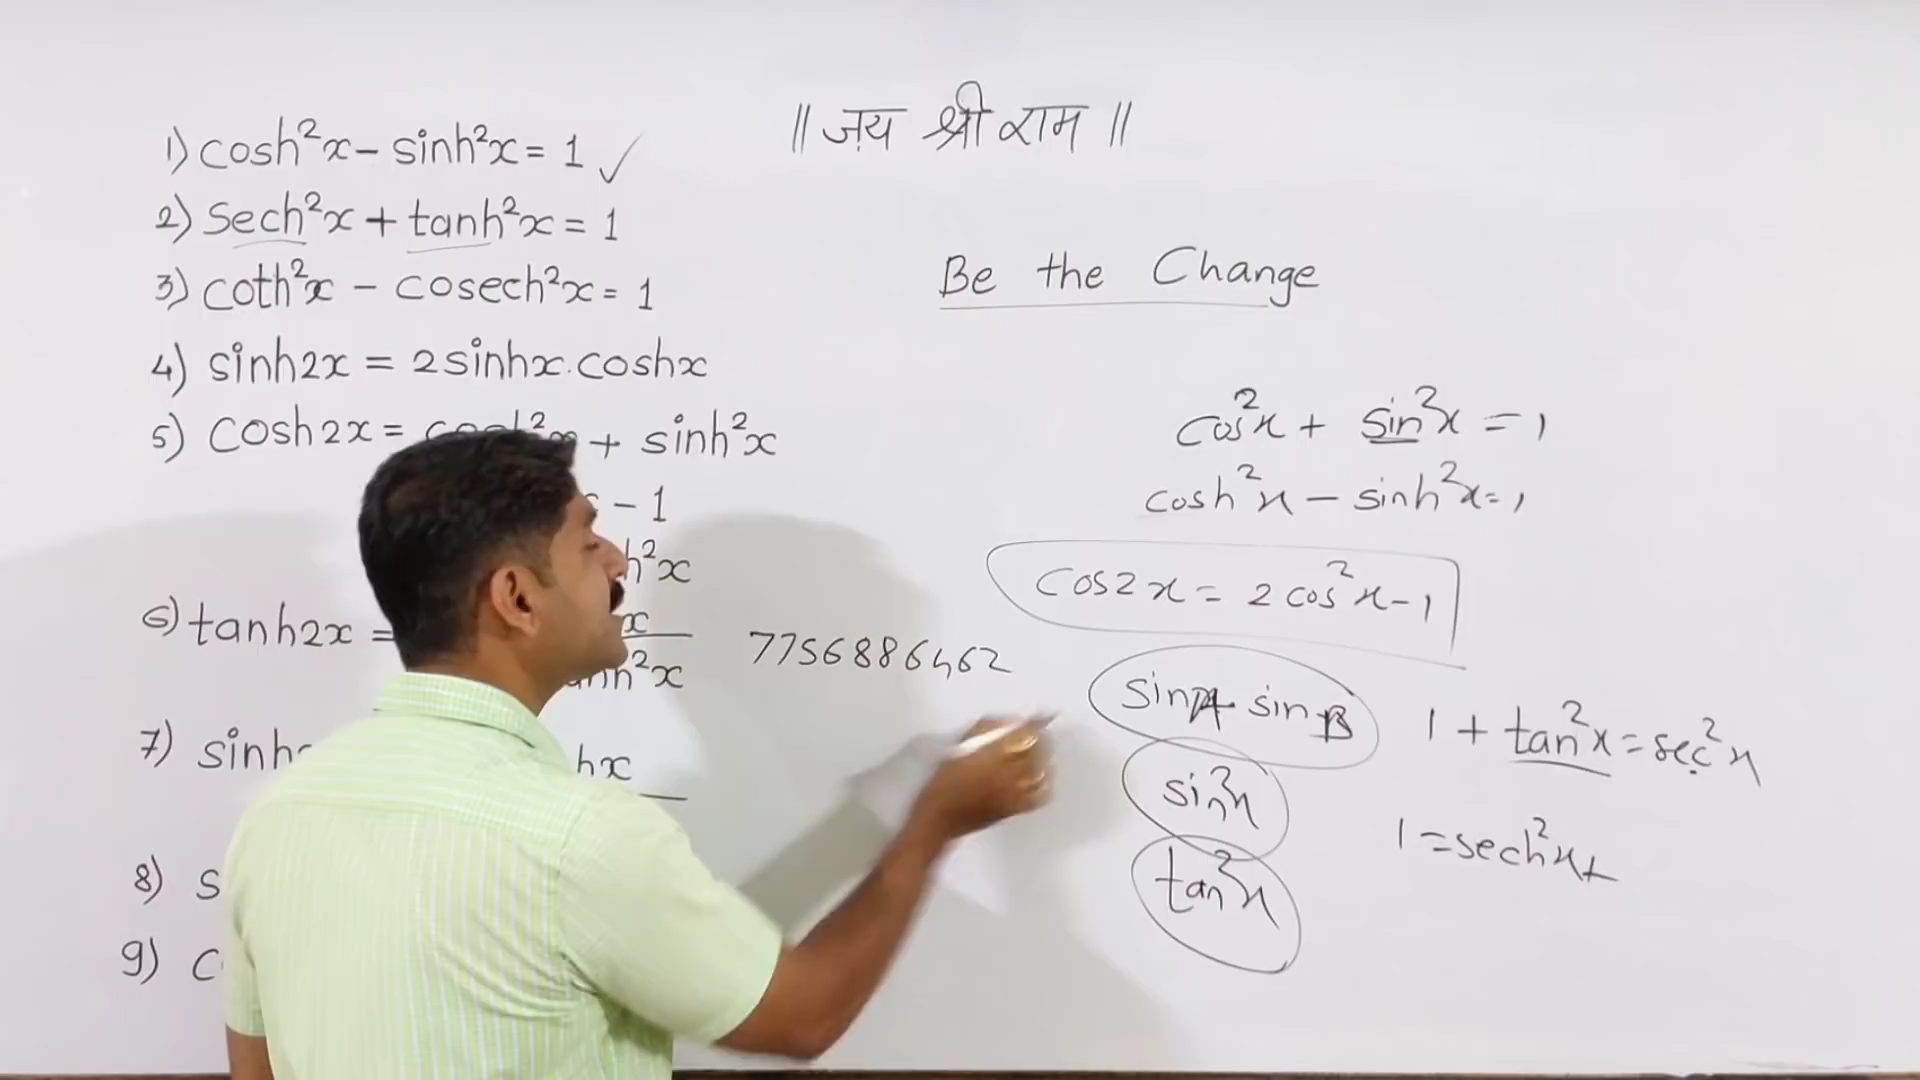 || जय श्री राम ||
1) cosh²x - sinh²x = 1 ✓
2) Sech²x + tanh²x = 1
3) coth²x - cosech²x = 1
4) sinh2x = 2sinhx.coshx
5) cosh2x = cosh²x + sinh²x
- 1
h²x
6) tanh2x =
x
tanh²x
7) sinh
hx
8) S
9) C
7756886462
Be the Change
cos²x + sin²x = 1
cosh²x - sinh²x = 1
cos2x = 2cos²x - 1
sinA sinB
sin²x
tan²x
1 + tan²x = sec²x
1 = sech²x +